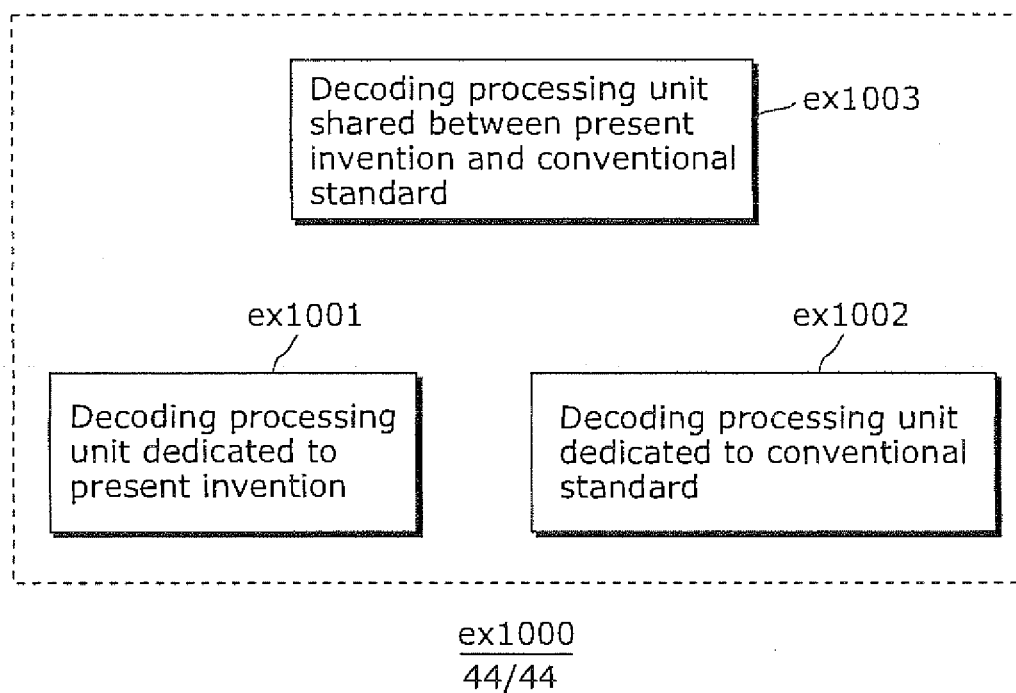 Decoding processing unit
shared between present
invention and conventional
standard
ex1003
ex1001
Decoding processing
unit dedicated to
present invention
ex1002
Decoding processing unit
dedicated to conventional
standard
ex1000
44/44